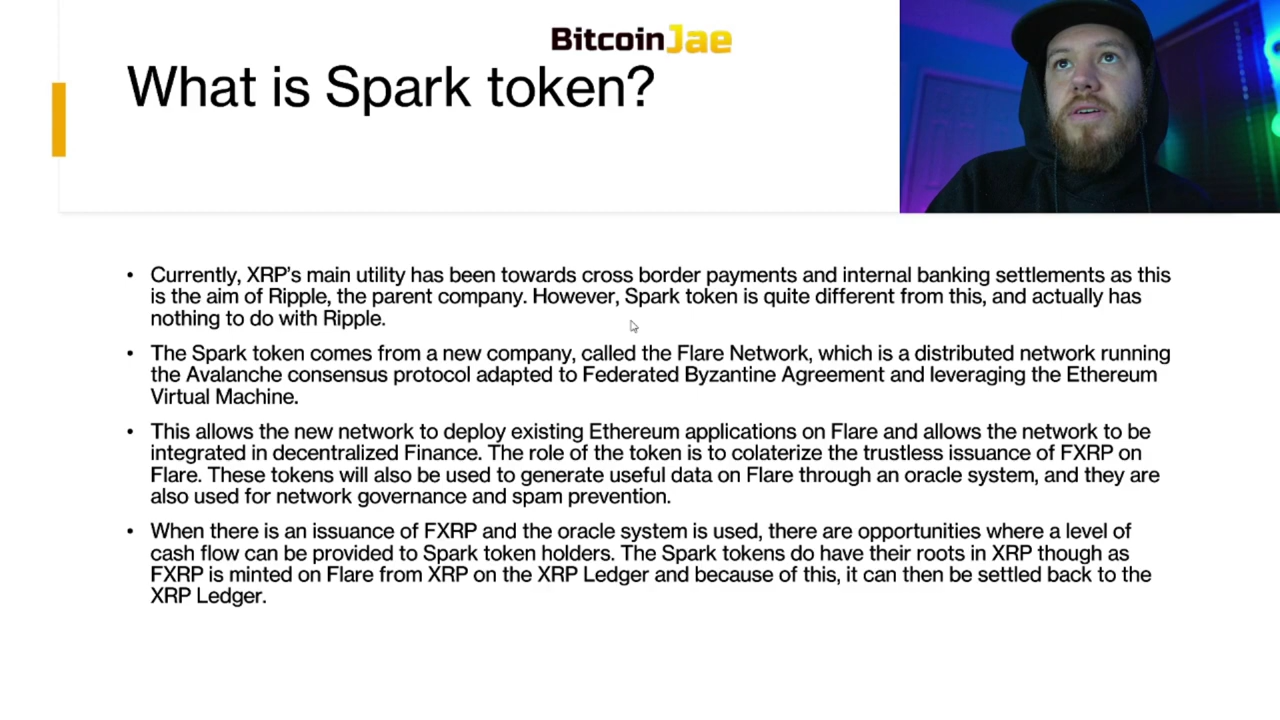 BitcoinJae
What is Spark token?
• Currently, XRP's main utility has been towards cross border payments and internal banking settlements as this
is the aim of Ripple, the parent company. However, Spark token is quite different from this, and actually has
nothing to do with Ripple.
• The Spark token comes from a new company, called the Flare Network, which is a distributed network running
the Avalanche consensus protocol adapted to Federated Byzantine Agreement and leveraging the Ethereum
Virtual Machine.
• This allows the new network to deploy existing Ethereum applications on Flare and allows the network to be
integrated in decentralized Finance. The role of the token is to colaterize the trustless issuance of FXRP on
Flare. These tokens will also be used to generate useful data on Flare through an oracle system, and they are
also used for network governance and spam prevention.
• When there is an issuance of FXRP and the oracle system is used, there are opportunities where a level of
cash flow can be provided to Spark token holders. The Spark tokens do have their roots in XRP though as
FXRP is minted on Flare from XRP on the XRP Ledger and because of this, it can then be settled back to the
XRP Ledger.